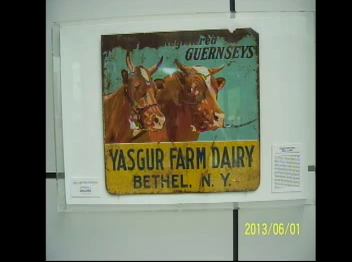 Registered
GUERNSEYS
YASGUR FARM DAIRY
BETHEL, N.Y.
2013/06/01